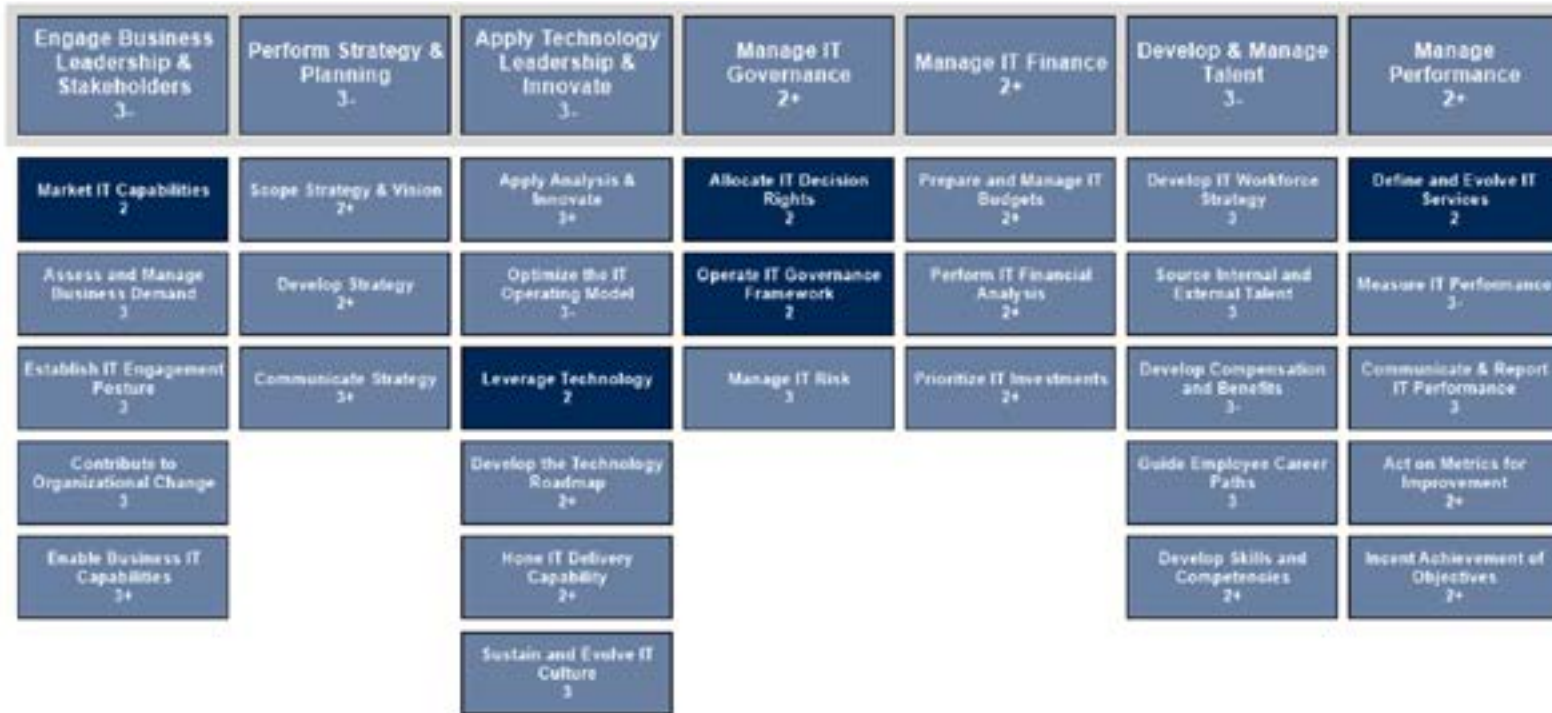 Engage Business
Leadership &
Stakeholders
3-
Perform Strategy &
Planning
3-
Apply Technology
Leadership &
Innovate
3-
Manage IT
Governance
2+
Manage IT Finance
2+
Develop & Manage
Talent
3-
Manage
Performance
2+
Market IT Capabilities
2
Scope Strategy & Vision
2+
Apply Analysis &
Innovate
3+
Allocate IT Decision
Rights
2
Prepare and Manage IT
Budgets
2+
Develop IT Workforce
Strategy
3
Define and Evolve IT
Services
2
Assess and Manage
Business Demand
3
Develop Strategy
2+
Optimize the IT
Operating Model
3-
Operate IT Governance
Framework
2
Perform IT Financial
Analysis
2+
Source Internal and
External Talent
3
Measure IT Performance
3-
Establish IT Engagement
Posture
3
Communicate Strategy
3+
Leverage Technology
2
Manage IT Risk
3
Prioritize IT Investments
2+
Develop Compensation
and Benefits
3-
Communicate & Report
IT Performance
3
Contribute to
Organizational Change
3
Develop the Technology
Roadmap
2+
Guide Employee Career
Paths
3
Act on Metrics for
Improvement
2+
Enable Business IT
Capabilities
3+
Hone IT Delivery
Capability
2+
Develop Skills and
Competencies
2+
Incent Achievement of
Objectives
2+
Sustain and Evolve IT
Culture
3